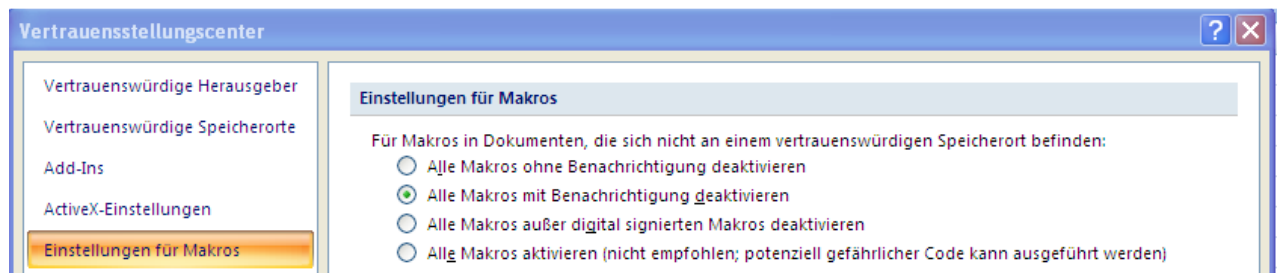 Vertrauensstellungscenter
Vertrauenswürdige Herausgeber
Vertrauenswürdige Speicherorte
Add-Ins
ActiveX-Einstellungen
Einstellungen für Makros
Einstellungen für Makros
Für Makros in Dokumenten, die sich nicht an einem vertrauenswürdigen Speicherort befinden:
Alle Makros ohne Benachrichtigung deaktivieren
Alle Makros mit Benachrichtigung deaktivieren
Alle Makros außer digital signierten Makros deaktivieren
Alle Makros aktivieren (nicht empfohlen; potenziell gefährlicher Code kann ausgeführt werden)